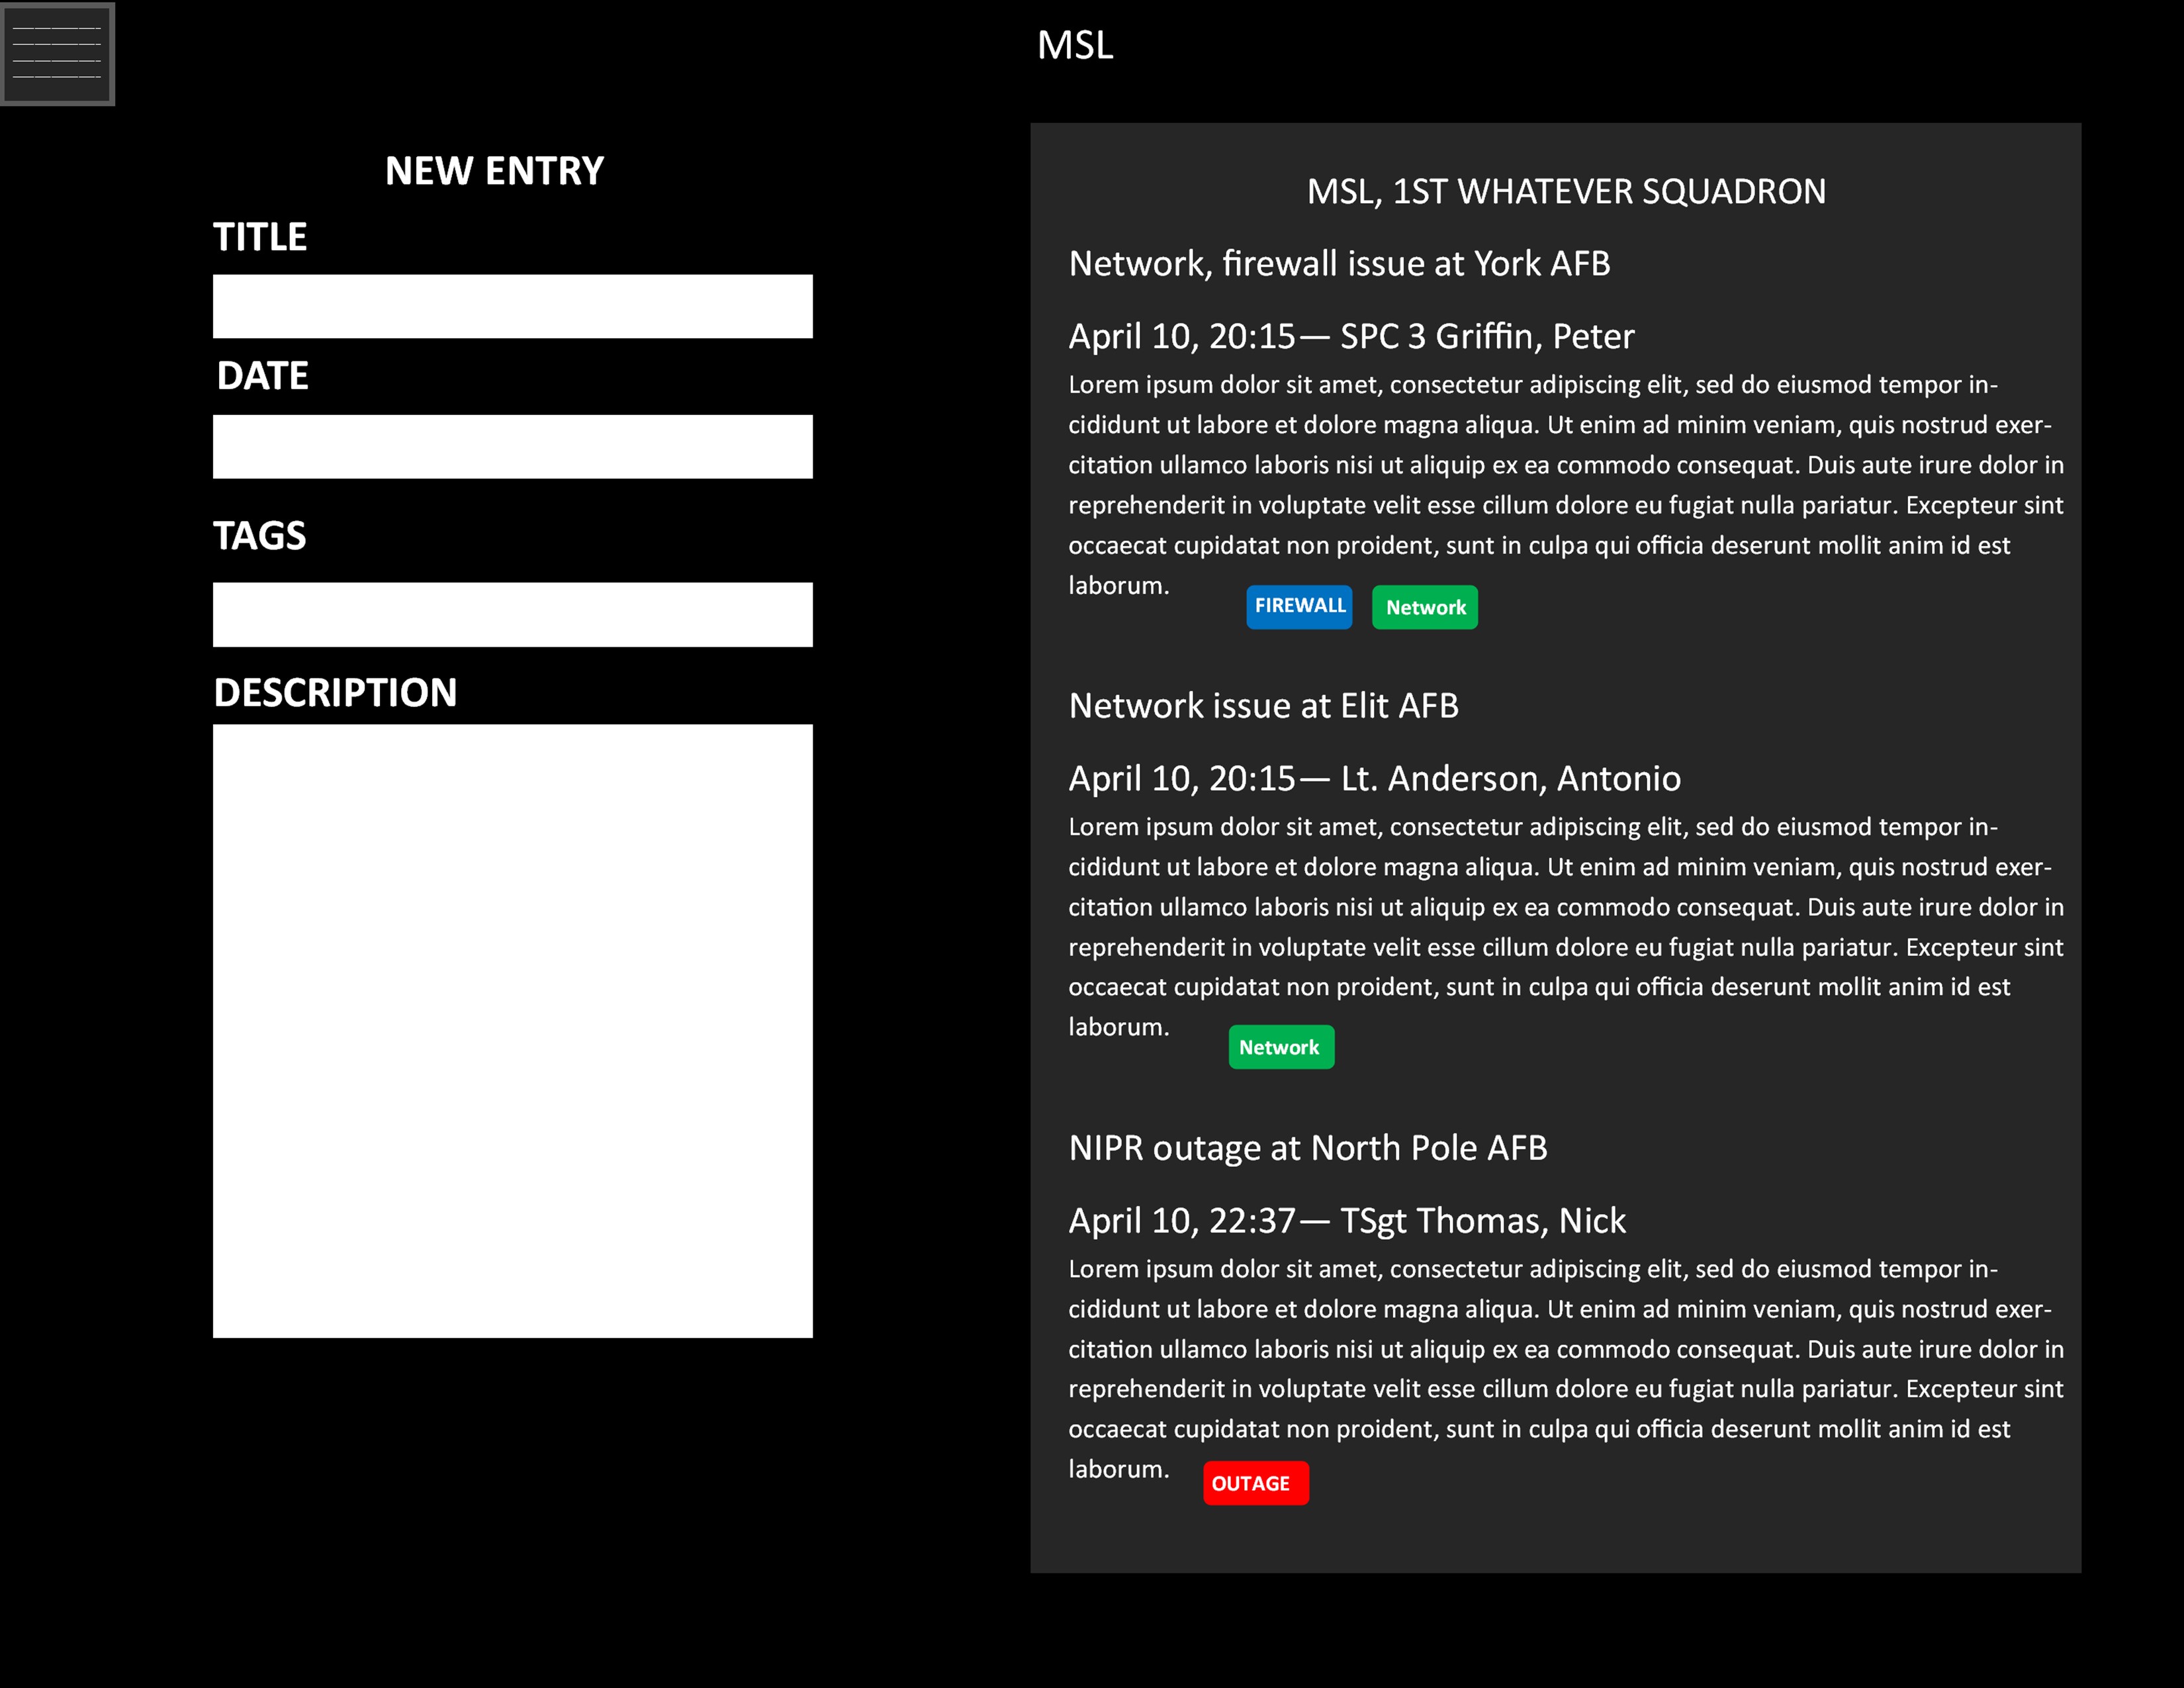 MSL
NEW ENTRY
TITLE
DATE
TAGS
DESCRIPTION
MSL, 1ST WHATEVER SQUADRON
Network, firewall issue at York AFB
April 10, 20:15— SPC 3 Griffin, Peter
Lorem ipsum dolor sit amet, consectetur adipiscing elit, sed do eiusmod tempor in-
cididunt ut labore et dolore magna aliqua. Ut enim ad minim veniam, quis nostrud exer-
citation ullamco laboris nisi ut aliquip ex ea commodo consequat. Duis aute irure dolor in
reprehenderit in voluptate velit esse cillum dolore eu fugiat nulla pariatur. Excepteur sint
occaecat cupidatat non proident, sunt in culpa qui officia deserunt mollit anim id est
laborum.
FIREWALL Network
Network issue at Elit AFB
April 10, 20:15— Lt. Anderson, Antonio
Lorem ipsum dolor sit amet, consectetur adipiscing elit, sed do eiusmod tempor in-
cididunt ut labore et dolore magna aliqua. Ut enim ad minim veniam, quis nostrud exer-
citation ullamco laboris nisi ut aliquip ex ea commodo consequat. Duis aute irure dolor in
reprehenderit in voluptate velit esse cillum dolore eu fugiat nulla pariatur. Excepteur sint
occaecat cupidatat non proident, sunt in culpa qui officia deserunt mollit anim id est
laborum.
Network
NIPR outage at North Pole AFB
April 10, 22:37— TSgt Thomas, Nick
Lorem ipsum dolor sit amet, consectetur adipiscing elit, sed do eiusmod tempor in-
cididunt ut labore et dolore magna aliqua. Ut enim ad minim veniam, quis nostrud exer-
citation ullamco laboris nisi ut aliquip ex ea commodo consequat. Duis aute irure dolor in
reprehenderit in voluptate velit esse cillum dolore eu fugiat nulla pariatur. Excepteur sint
occaecat cupidatat non proident, sunt in culpa qui officia deserunt mollit anim id est
laborum.
OUTAGE